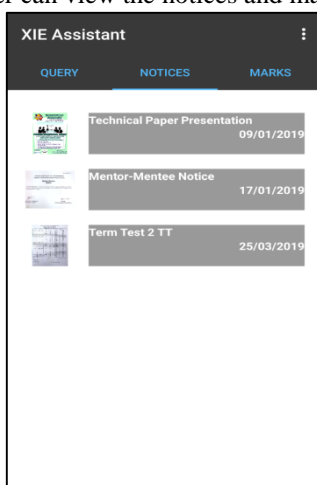 er can view the notices and ma
XIE Assistant
QUERY NOTICES MARKS
Technical Paper Presentation
09/01/2019
Mentor-Mentee Notice
17/01/2019
Term Test 2 TT
25/03/2019